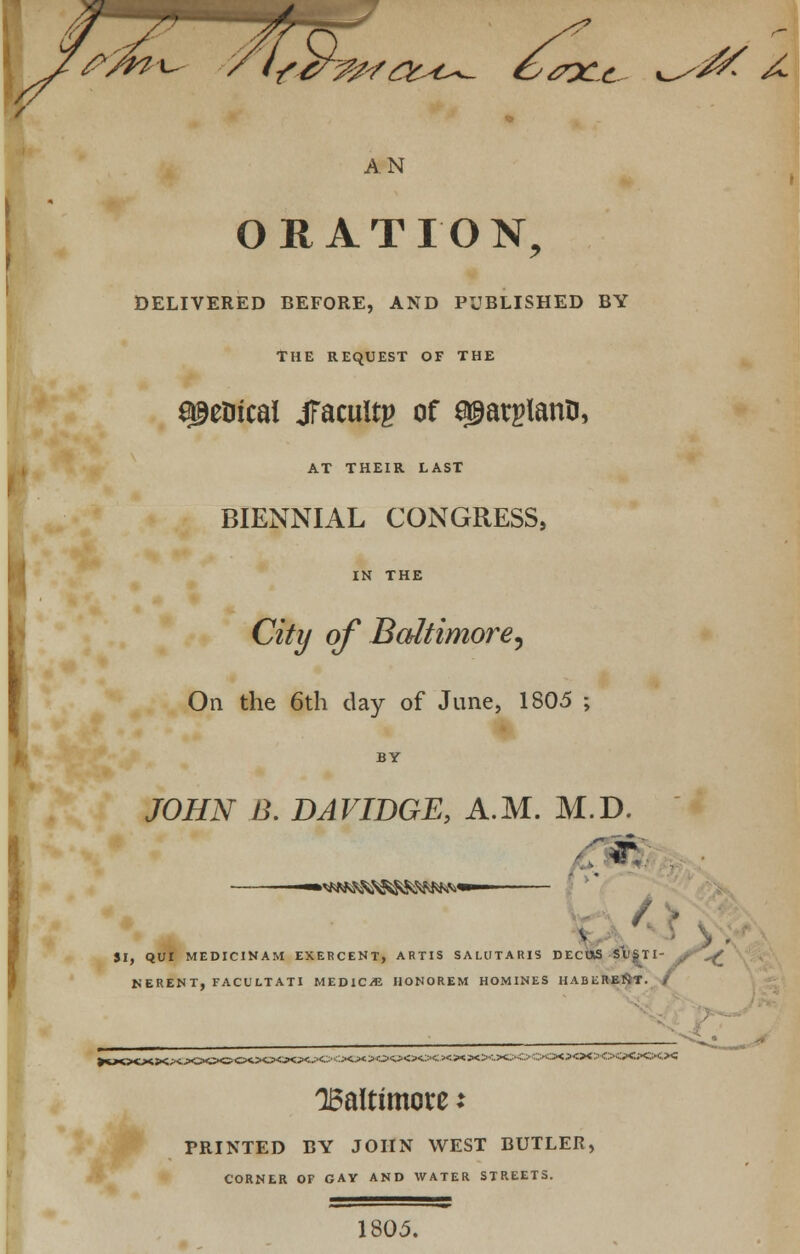 John Redman Coxe M.
AN
ORATION,
DELIVERED BEFORE, AND PUBLISHED BY
THE REQUEST OF THE
Medical Faculty of Maryland,
AT THEIR LAST
BIENNIAL CONGRESS,
IN THE
City of Baltimore,
On the 6th day of June, 1805 ;
BY
JOHN B. DAVIDGE, A.M. M.D.
SI, QUI MEDICINAM EXERCENT, ARTIS SALUTARIS DECUS SUSTI-
NERENT, FACULTATI MEDICÆ HONOREM HOMINES HABERENT.
Baltimore:
PRINTED BY JOHN WEST BUTLER,
CORNER OF GAY AND WATER STREETS.
1805.